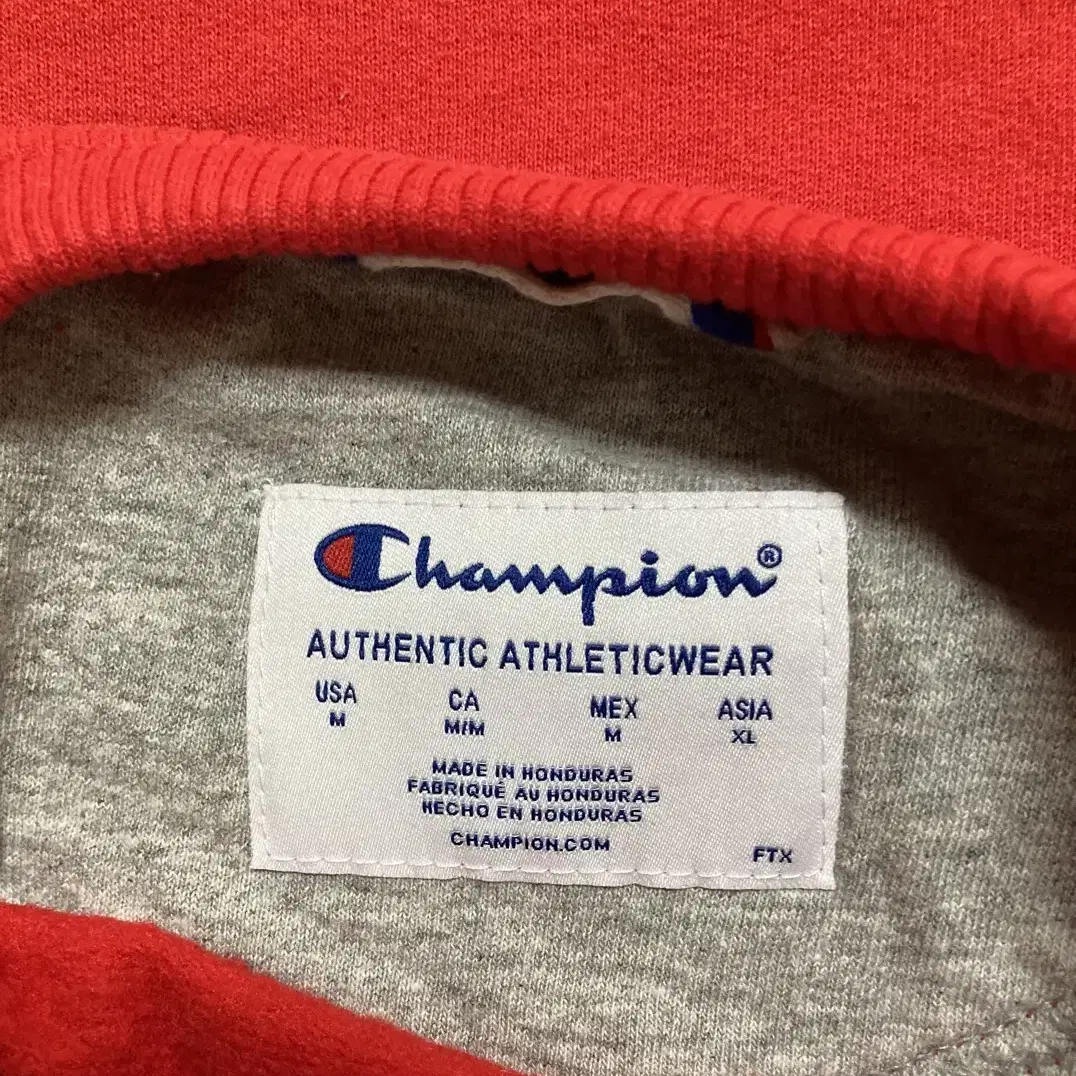 Champion®
AUTHENTIC ATHLETICWEAR
USA CA MEX ASIA
M M/M M XL
MADE IN HONDURAS
FABRIQUÉ AU HONDURAS
HECHO EN HONDURAS
CHAMPION.COM
FTX